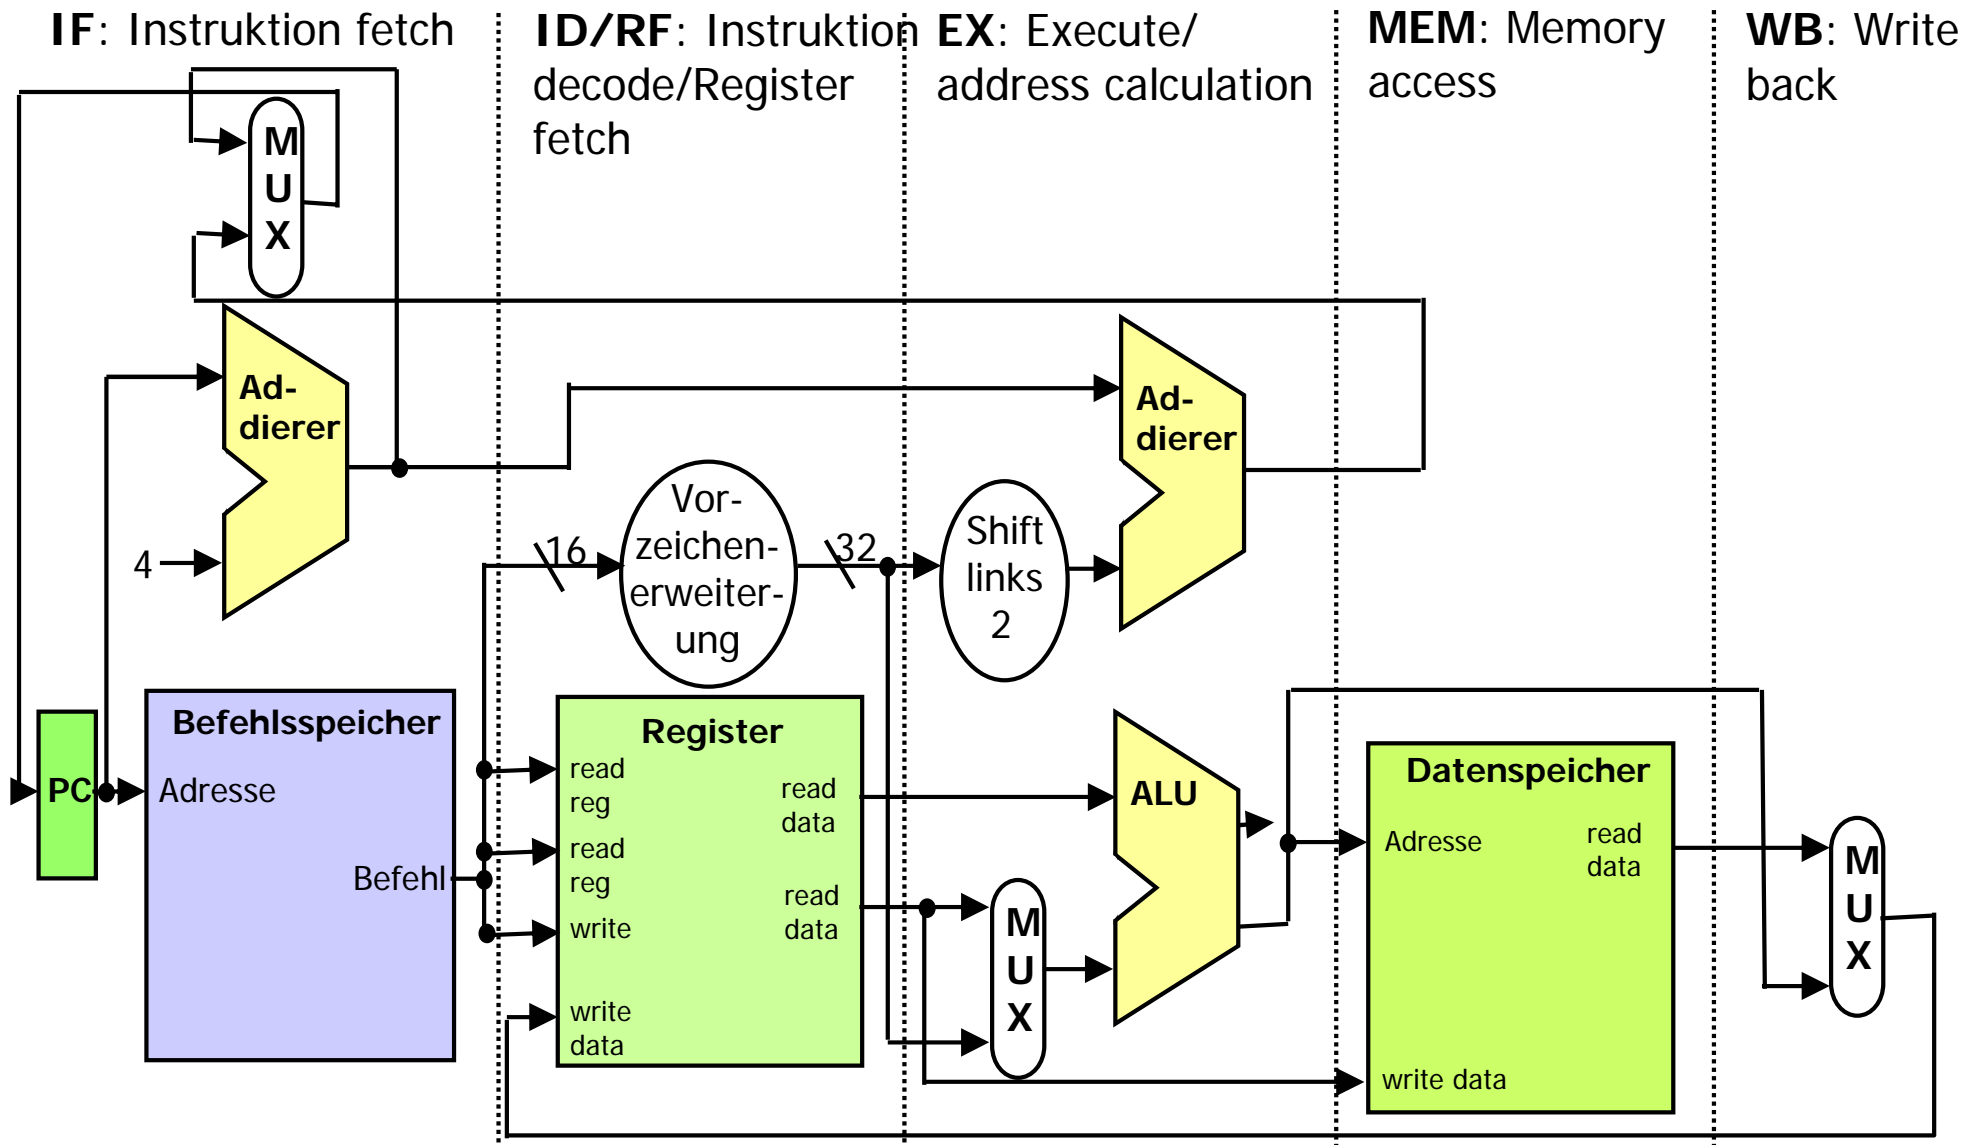 IF: Instruktion fetch
ID/RF: Instruktion
decode/Register
fetch
EX: Execute/
address calculation
MEM: Memory
access
WB: Write
back
M
U
X
Ad-
dierer
4
Ad-
dierer
16
Vor-
zeichen-
erweiter-
ung
32
Shift
links
2
PC
Befehlsspeicher
Adresse
Befehl
Register
read
reg
read
reg
write
write
data
read
data
read
data
M
U
X
ALU
Datenspeicher
Adresse
read
data
write data
M
U
X